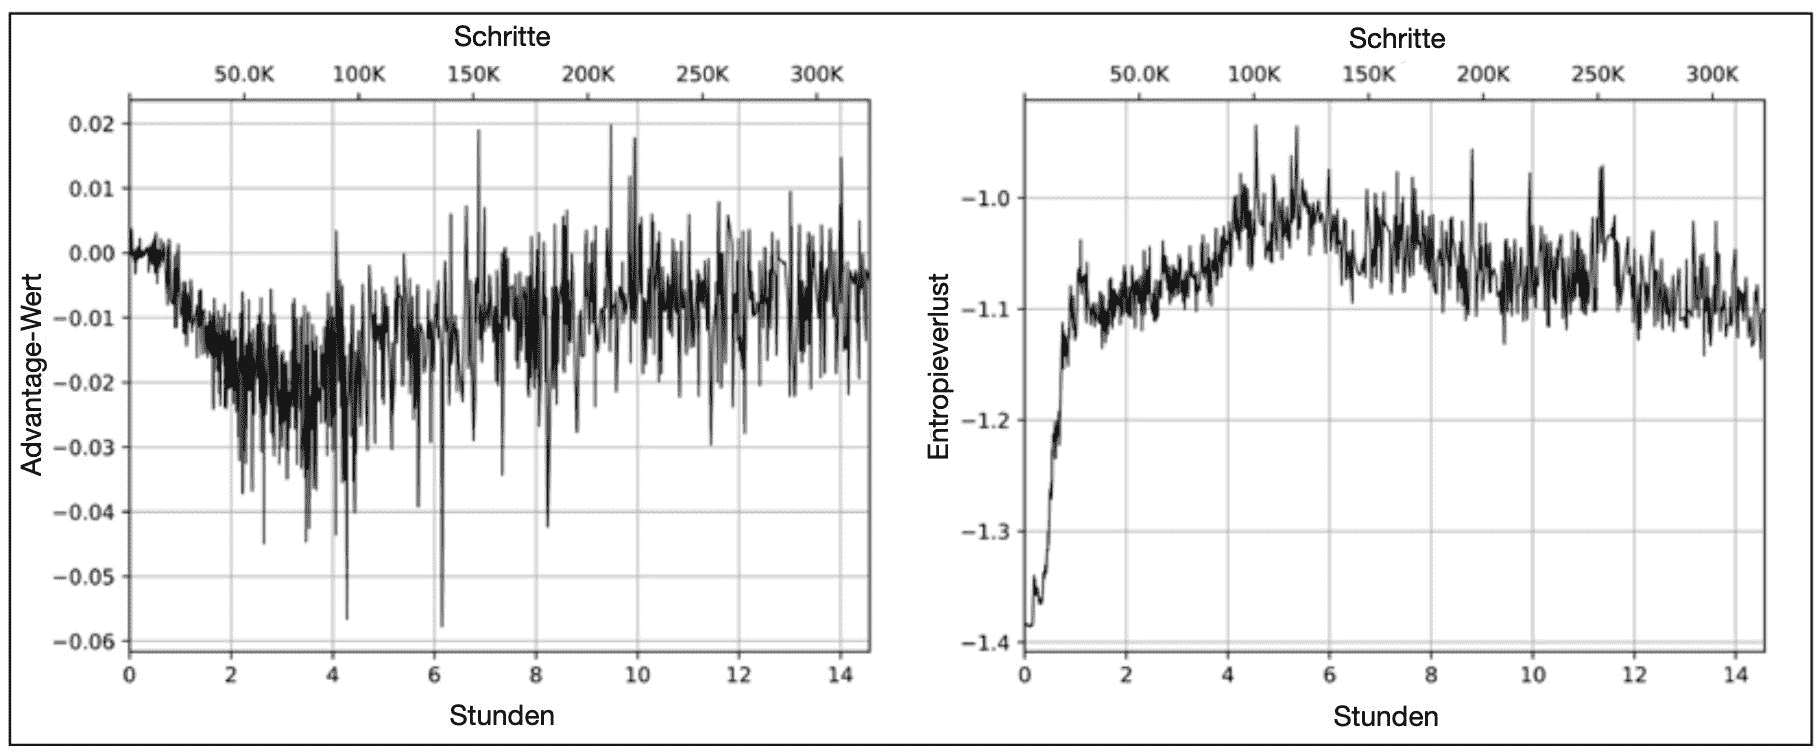 Schritte
50.0K 100K 150K 200K 250K 300K
0.02
0.01
0.00
−0.01
−0.02
−0.03
−0.04
−0.05
−0.06
Advantage-Wert
0 2 4 6 8 10 12 14
Stunden
Schritte
50.0K 100K 150K 200K 250K 300K
−1.0
−1.1
−1.2
−1.3
−1.4
Entropieverlust
0 2 4 6 8 10 12 14
Stunden